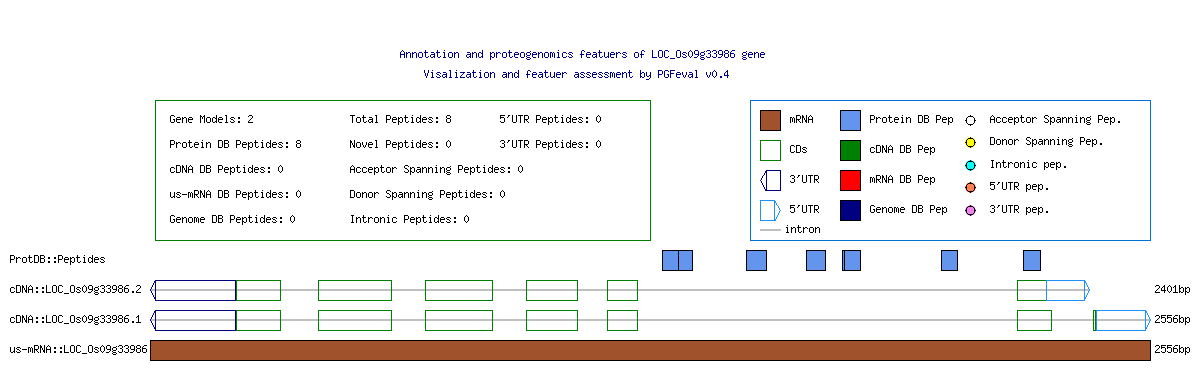 Annotation and proteogenomics featuers of LOC_Os09g33986 gene
Visalization and featuer assessment by PGFeval v0.4
Gene Models: 2 Total Peptides: 8 5'UTR Peptides: 0
Protein DB Peptides: 8 Novel Peptides: 0 3'UTR Peptides: 0
cDNA DB Peptides: 0 Acceptor Spanning Peptides: 0
us-mRNA DB Peptides: 0 Donor Spanning Peptides: 0
Genome DB Peptides: 0 Intronic Peptides: 0
mRNA Protein DB Pep Acceptor Spanning Pep.
CDs cDNA DB Pep Donor Spanning Pep.
3'UTR mRNA DB Pep Intronic pep.
5'UTR Genome DB Pep 5'UTR pep.
intron 3'UTR pep.
ProtDB::Peptides
cDNA::LOC_Os09g33986.2 2401bp
cDNA::LOC_Os09g33986.1 2556bp
us-mRNA::LOC_Os09g33986 2556bp